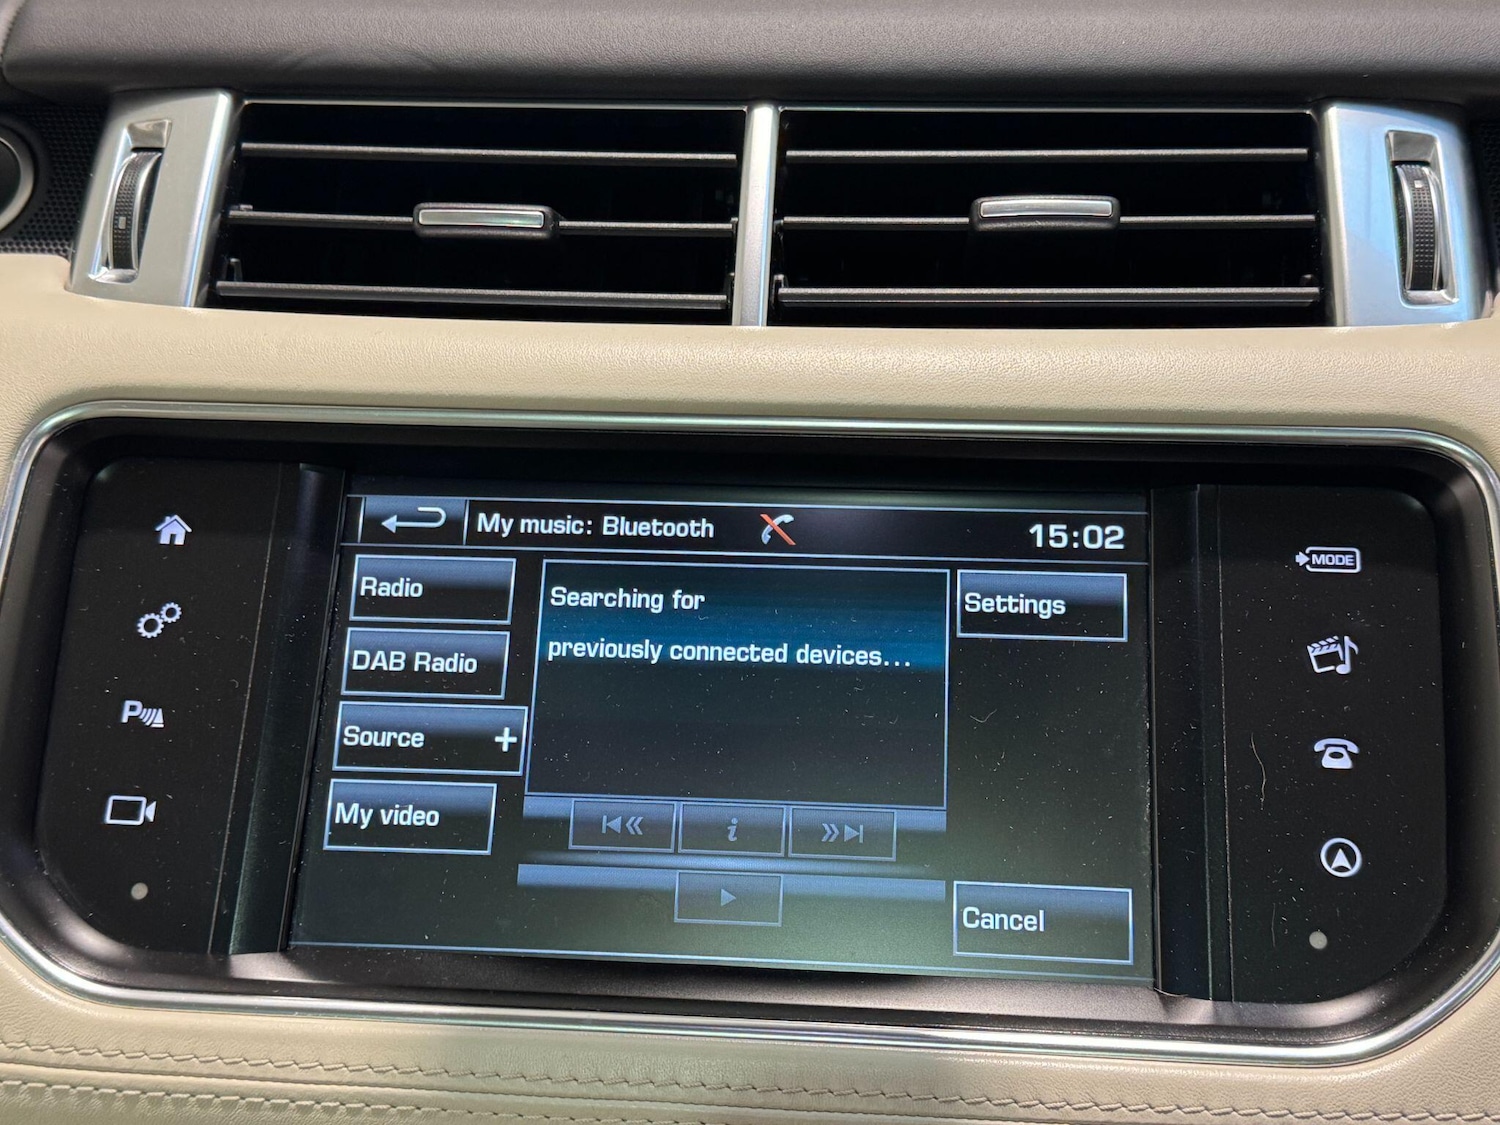 My music: Bluetooth
15:02
Radio
DAB Radio
Source +
My video
Searching for
previously connected devices...
i
Settings
Cancel
P
MODE